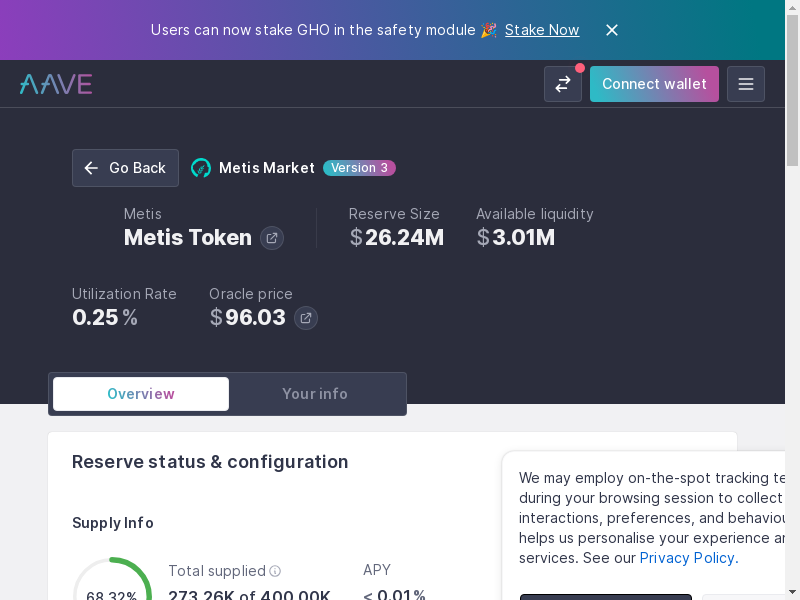 Users can now stake GHO in the safety module 🎉 Stake Now
AAVE
Connect wallet
Go Back
Metis Market
Version 3
Metis
Metis Token
Reserve Size
$26.24M
Available liquidity
$3.01M
Utilization Rate
0.25%
Oracle price
$96.03
Overview
Your info
Reserve status & configuration
We may employ on-the-spot tracking te
during your browsing session to collect
interactions, preferences, and behaviou
helps us personalise your experience an
services. See our Privacy Policy.
Supply Info
68.32%
Total supplied
273.26K of 400.00K
APY
< 0.01%